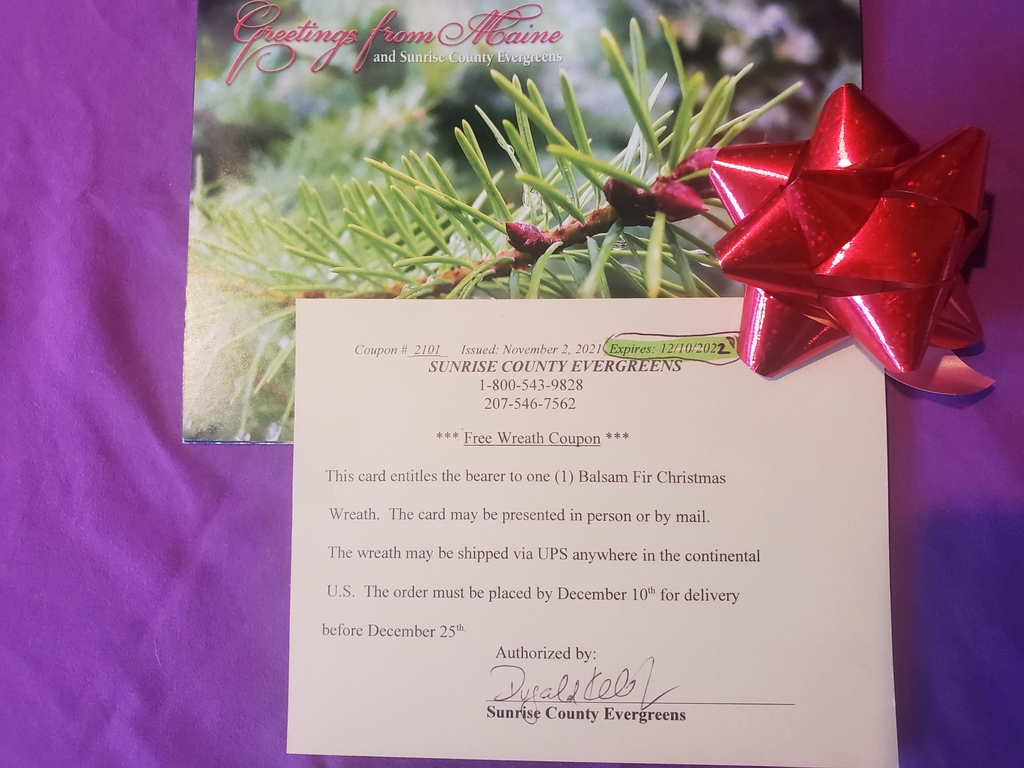 Greetings from Maine
and Sunrise County Evergreens
Coupon # 2101 Issued: November 2, 2021 Expires: 12/10/2022
SUNRISE COUNTY EVERGREENS
1-800-543-9828
207-546-7562
*** Free Wreath Coupon ***
This card entitles the bearer to one (1) Balsam Fir Christmas
Wreath. The card may be presented in person or by mail.
The wreath may be shipped via UPS anywhere in the continental
U.S. The order must be placed by December 10th for delivery
before December 25th.
Authorized by:
Sunrise County Evergreens